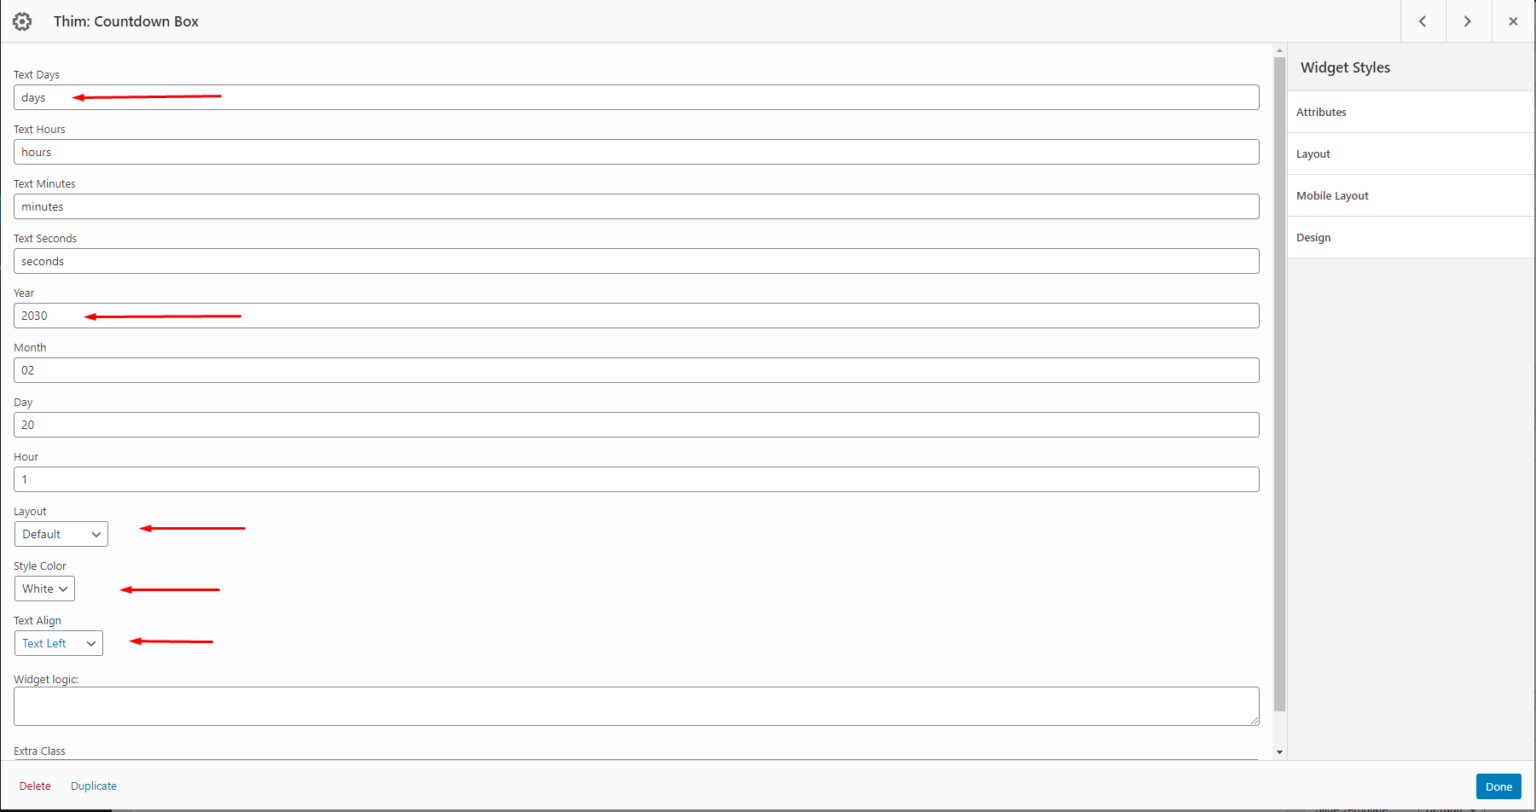 Thim: Countdown Box
Text Days
days
Text Hours
hours
Text Minutes
minutes
Text Seconds
seconds
Year
2030
Month
02
Day
20
Hour
1
Layout
Default
Style Color
White
Text Align
Text Left
Widget logic:
Extra Class
Delete
Duplicate
Widget Styles
Attributes
Layout
Mobile Layout
Design
Done